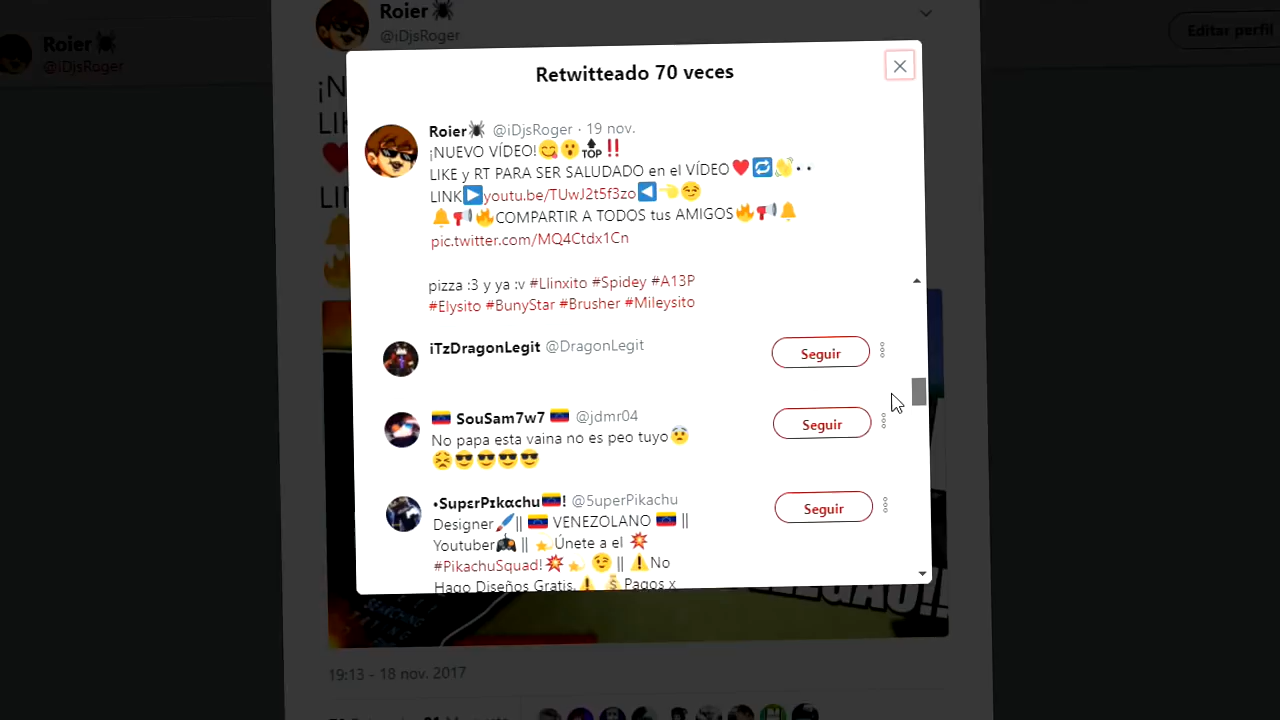 Roier🕷
@iDjsRoger
Roier🕷
@iDjsRoger
Editar perfil
Retwitteado 70 veces
Roier🕷 @iDjsRoger · 19 nov.
¡NUEVO VÍDEO!😋😮🔝‼
LIKE y RT PARA SER SALUDADO en el VÍDEO❤🔁👋
LINK▶youtu.be/TUwJ2t5f3zo◀👈😏
🔔📢🔥COMPARTIR A TODOS tus AMIGOS🔥📢🔔
pic.twitter.com/MQ4Ctdx1Cn
pizza :3 y ya :v #Llinxito #Spidey #A13P
#Elysito #BunyStar #Brusher #Mileysito
iTzDragonLegit @DragonLegit
Seguir
🇻🇪 SouSam7w7 🇻🇪 @jdmr04
No papa esta vaina no es peo tuyo😨
😣😎😎😎😎
Seguir
•SupɛrPɪkαchu🇻🇪! @5uperPikachu
Designer🖌|| 🇻🇪 VENEZOLANO 🇻🇪 ||
Youtuber🎮 || 💫Únete a el 💥
#PikachuSquad!💥💫 😉 || ⚠No
Hago Diseños Gratis.⚠ 💰Pagos x
Seguir
19:13 - 18 nov. 2017